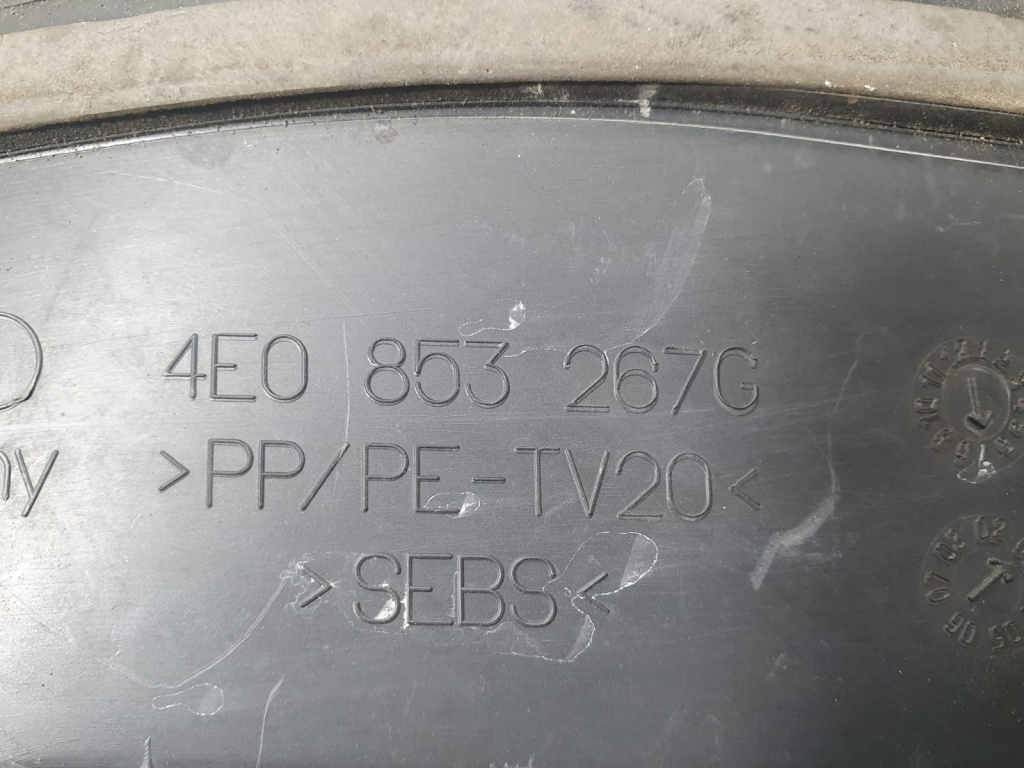 4E0 853 267G
>PP/PE-TV20<
>SEBS<